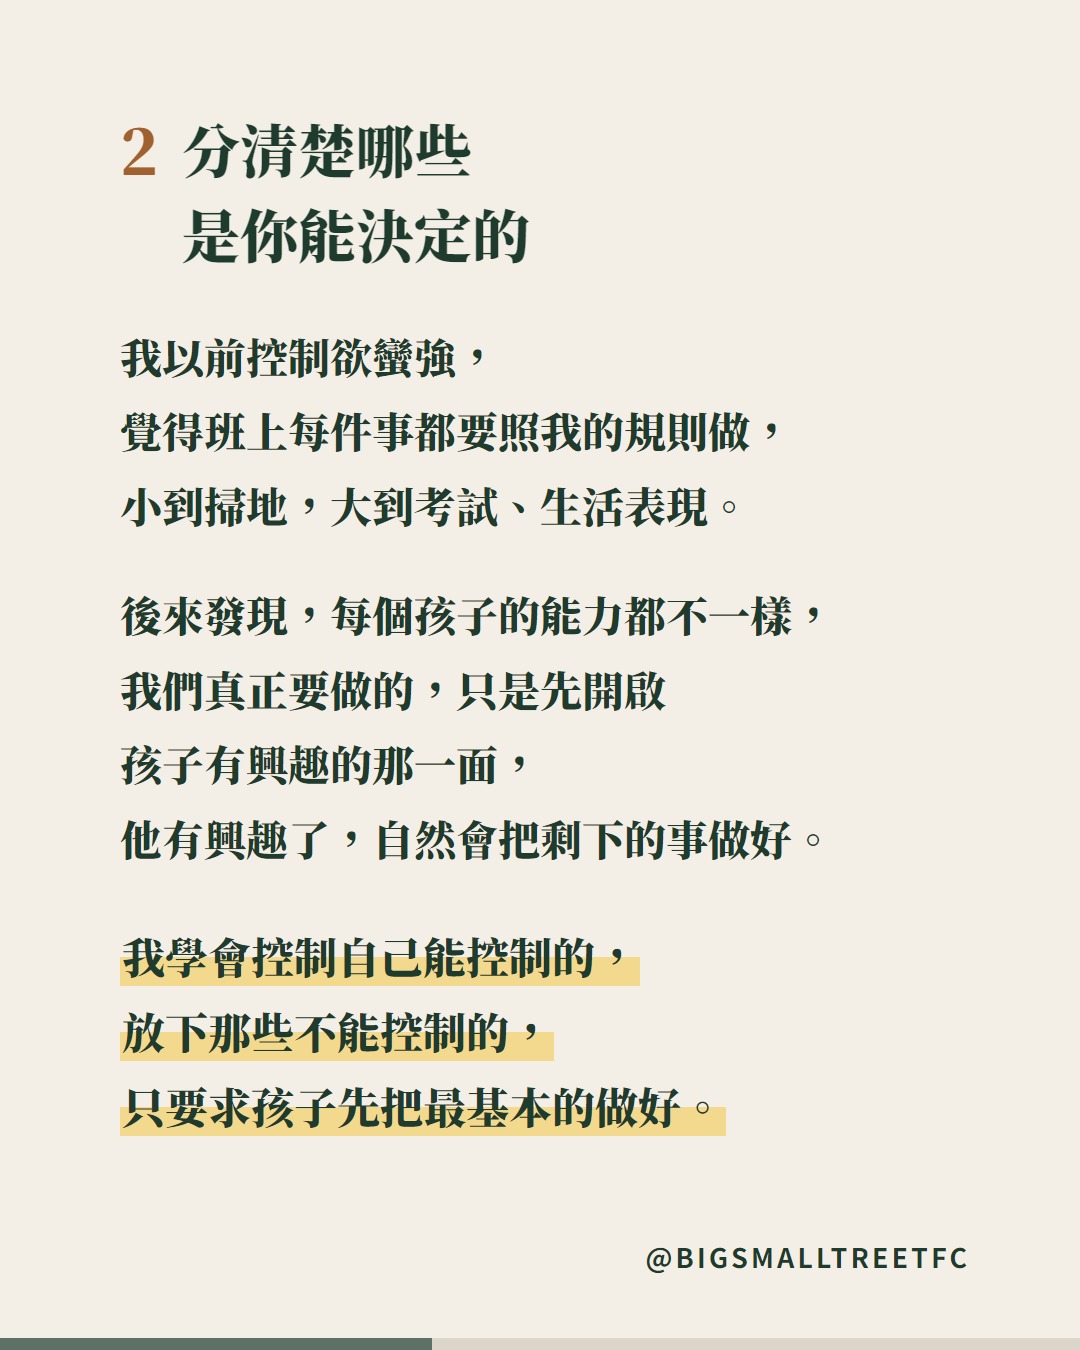 2 分清楚哪些
是你能決定的
我以前控制欲蠻強，
覺得班上每件事都要照我的規則做，
小到掃地，大到考試、生活表現。
後來發現，每個孩子的能力都不一樣，
我們真正要做的，只是先開啟
孩子有興趣的那一面，
他有興趣了，自然會把剩下的事做好。
我學會控制自己能控制的，
放下那些不能控制的，
只要求孩子先把最基本的做好。
@BIGSMALLTREETFC